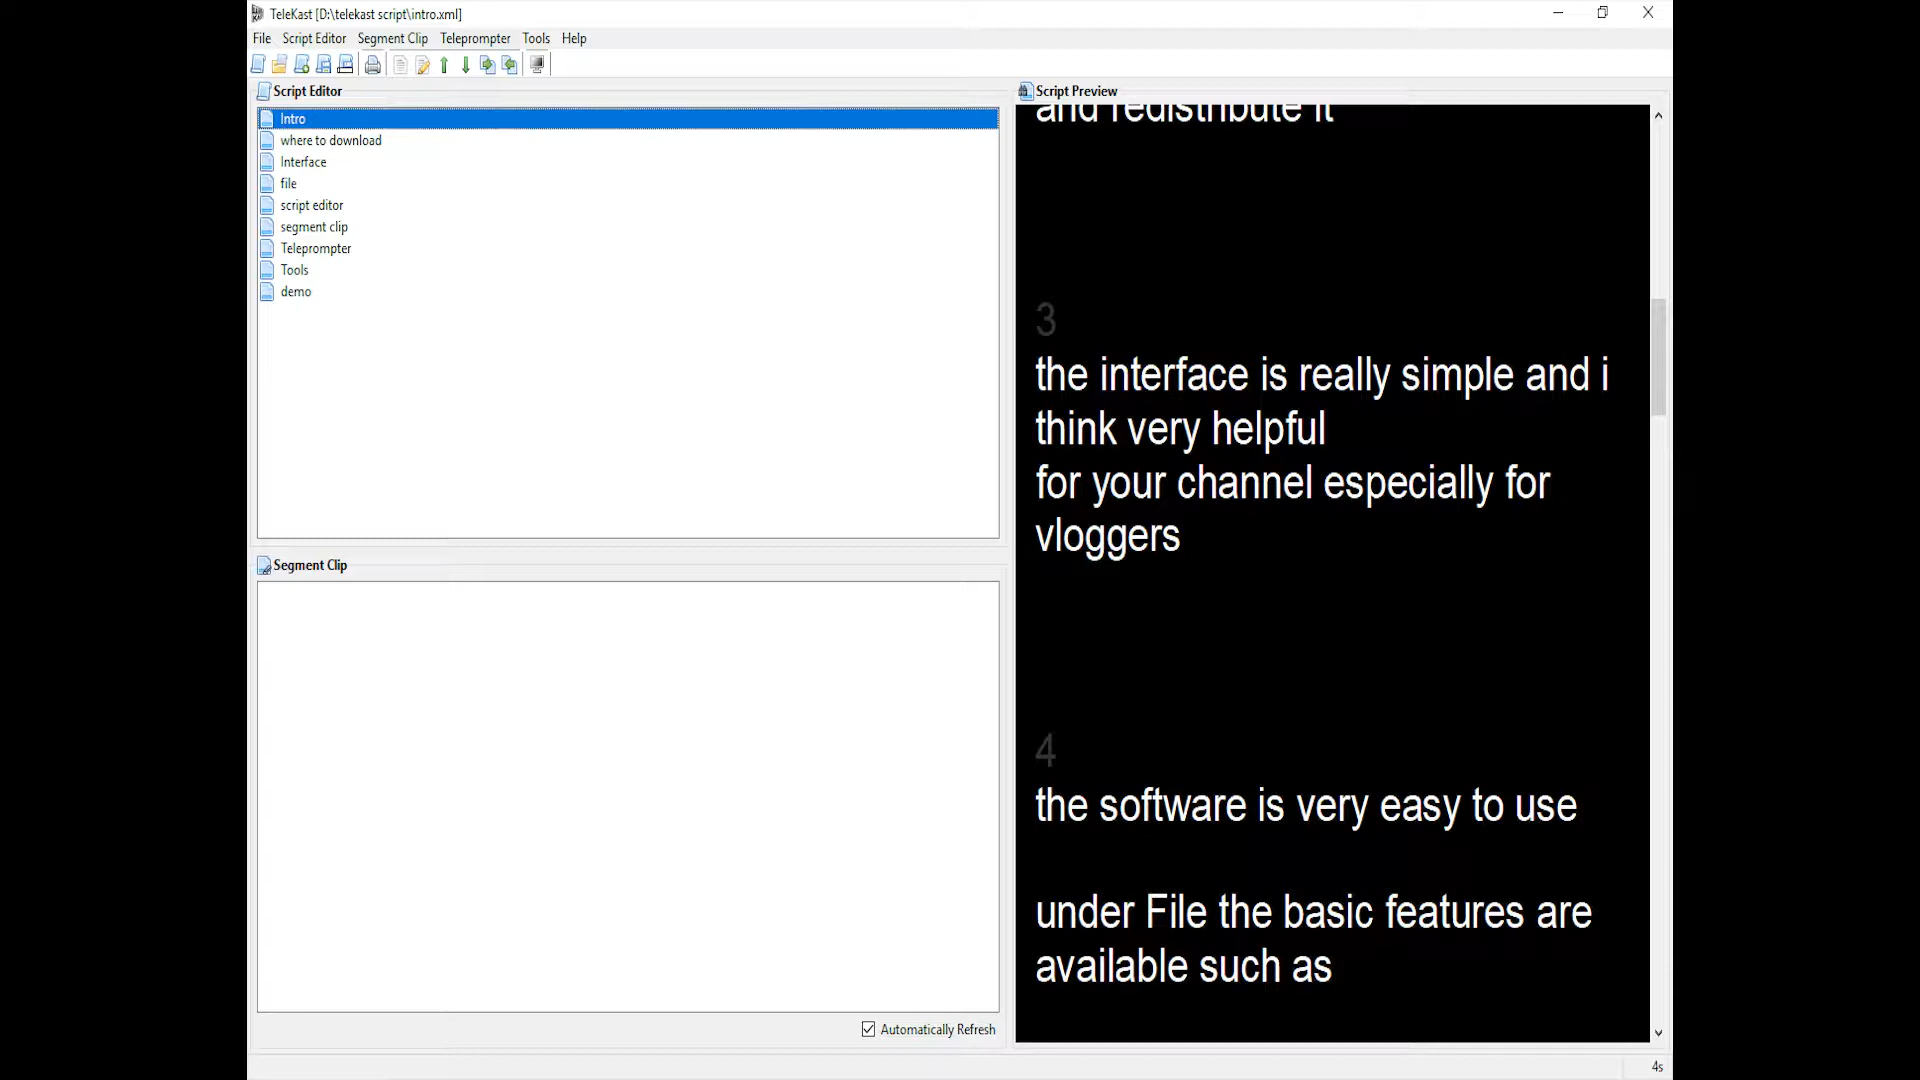 TeleKast [D:\telekast script\intro.xml]
File Script Editor Segment Clip Teleprompter Tools Help
Script Editor
Intro
where to download
Interface
file
script editor
segment clip
Teleprompter
Tools
demo
Segment Clip
Automatically Refresh
Script Preview
and redistribute it
3
the interface is really simple and i
think very helpful
for your channel especially for
vloggers
4
the software is very easy to use
under File the basic features are
available such as
4s